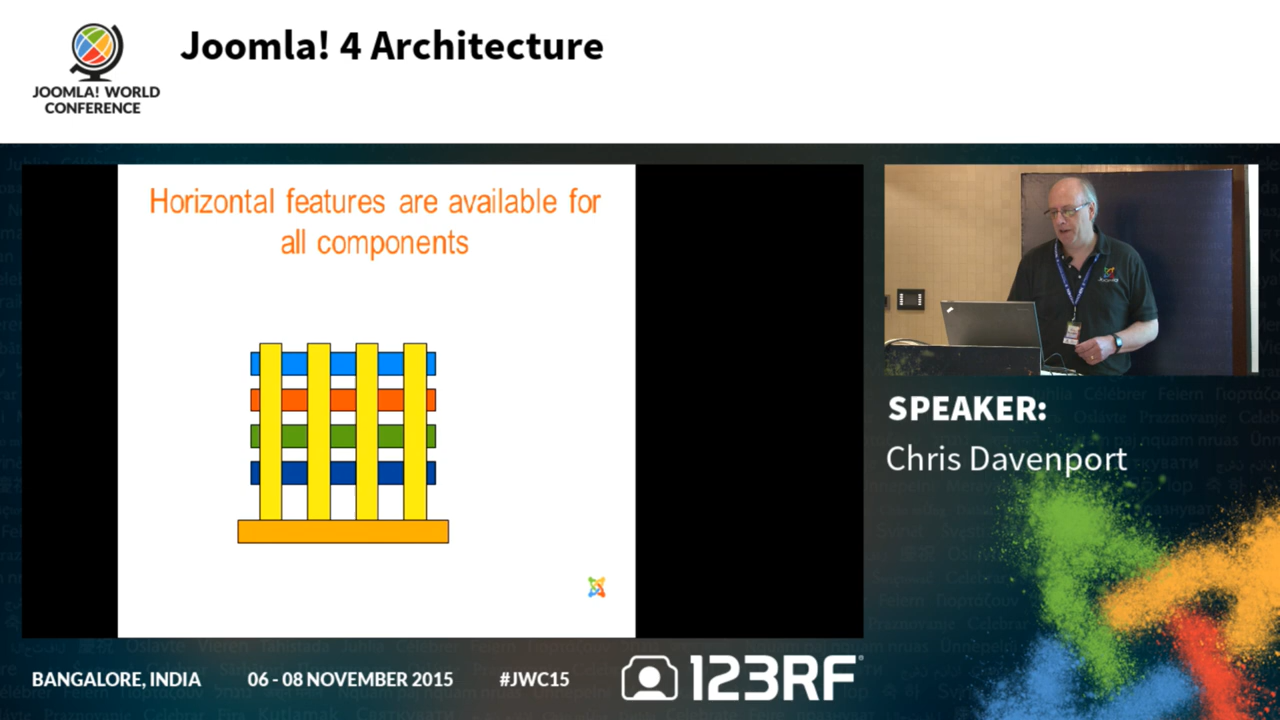 Joomla! 4 Architecture
JOOMLA! WORLD
CONFERENCE
Horizontal features are available for
all components
SPEAKER:
Chris Davenport
BANGALORE, INDIA
06 - 08 NOVEMBER 2015
#JWC15
123RF